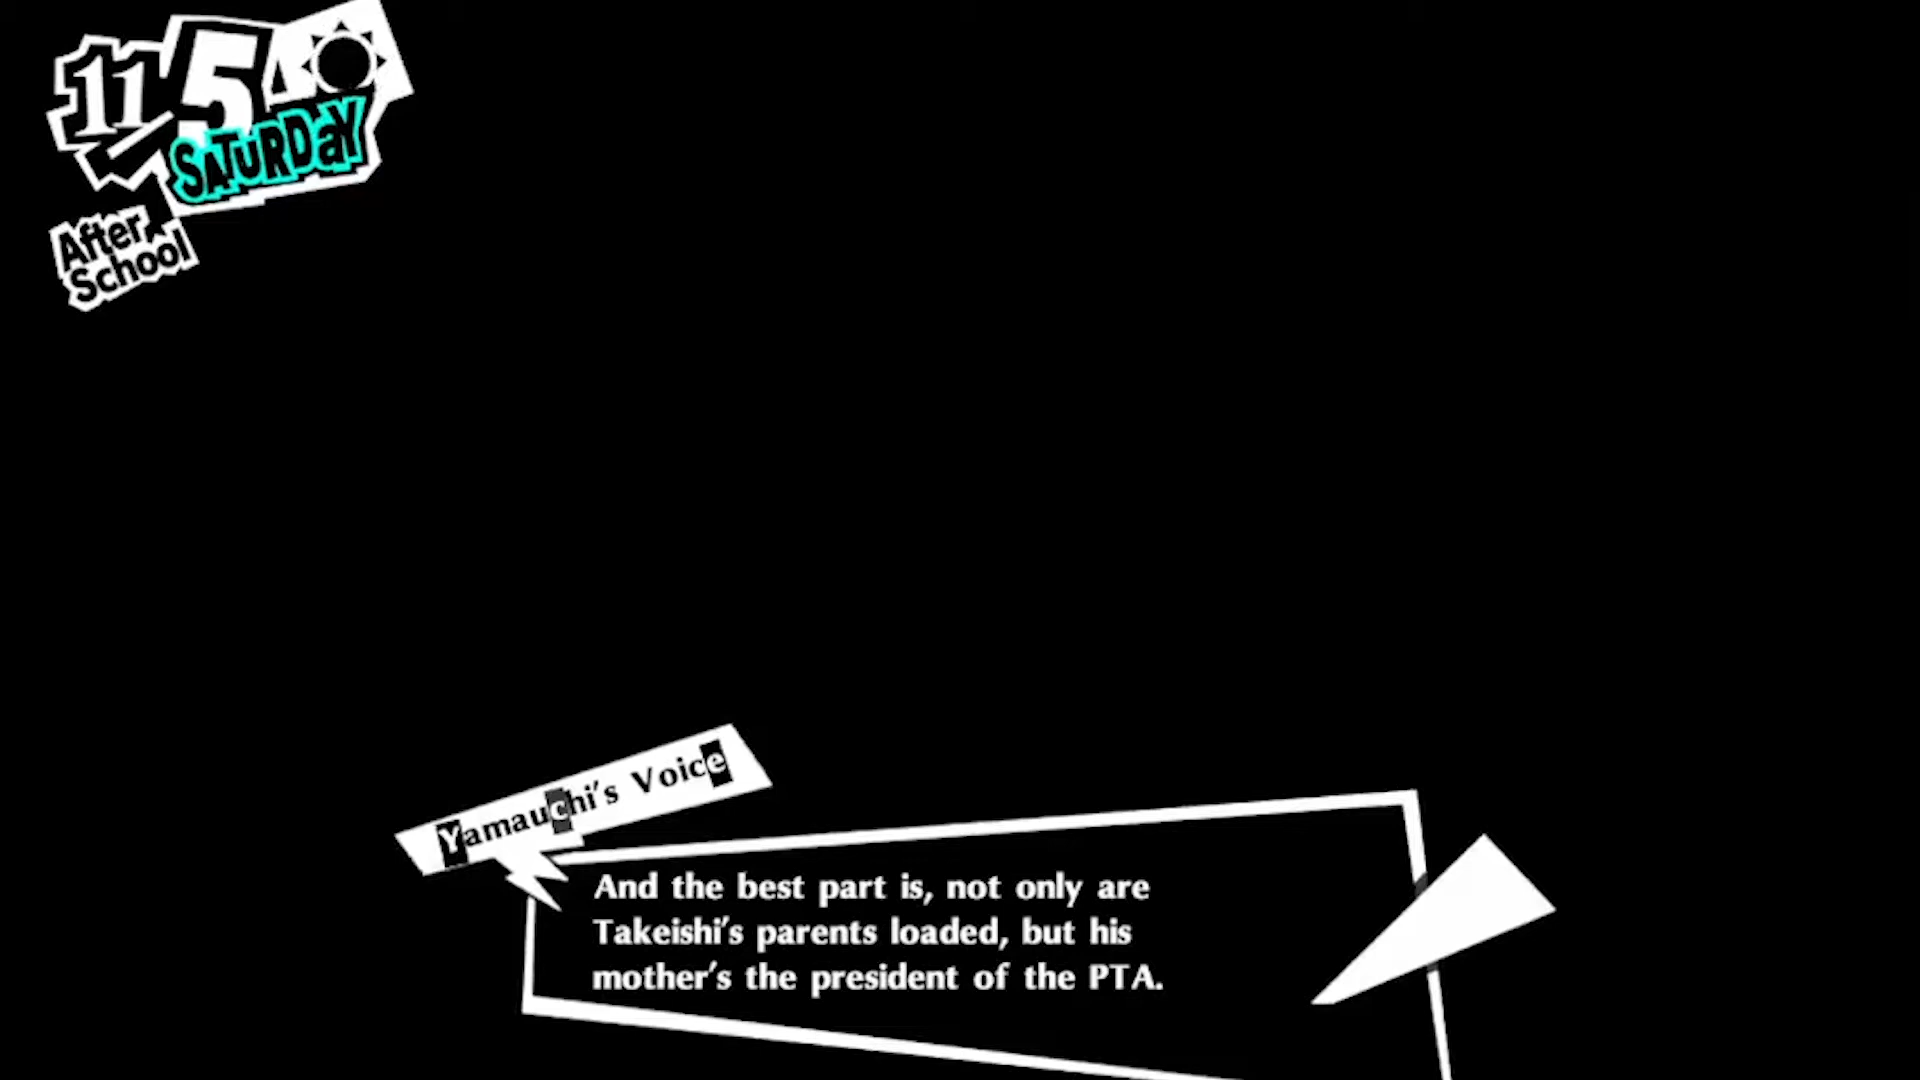 11/5
SATURDaY
After
School
Yamauchi's Voice
And the best part is, not only are
Takeishi's parents loaded, but his
mother's the president of the PTA.